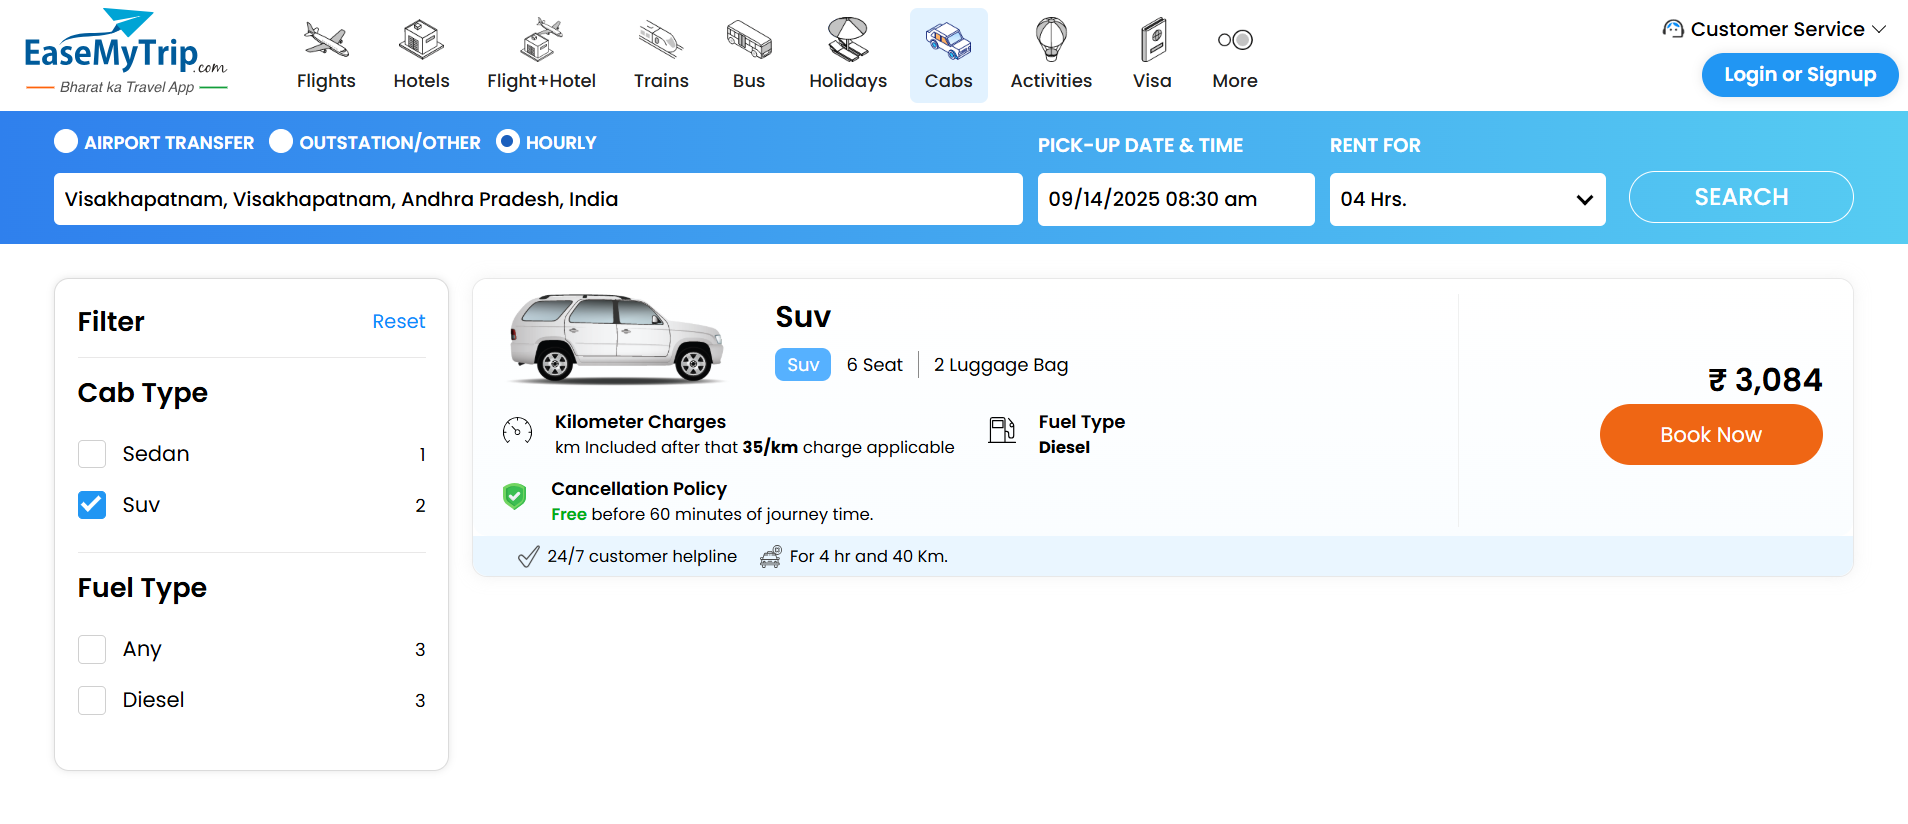 EaseMyTrip.com
Bharat ka Travel App
Flights
Hotels
Flight+Hotel
Trains
Bus
Holidays
Cabs
Activities
Visa
More
Customer Service
Login or Signup
AIRPORT TRANSFER
OUTSTATION/OTHER
HOURLY
PICK-UP DATE & TIME
RENT FOR
Visakhapatnam, Visakhapatnam, Andhra Pradesh, India
09/14/2025 08:30 am
04 Hrs.
SEARCH
Filter
Reset
Cab Type
Sedan 1
Suv 2
Fuel Type
Any 3
Diesel 3
Suv
Suv 6 Seat 2 Luggage Bag
Kilometer Charges
km Included after that 35/km charge applicable
Fuel Type
Diesel
Cancellation Policy
Free before 60 minutes of journey time.
₹ 3,084
Book Now
24/7 customer helpline
For 4 hr and 40 Km.